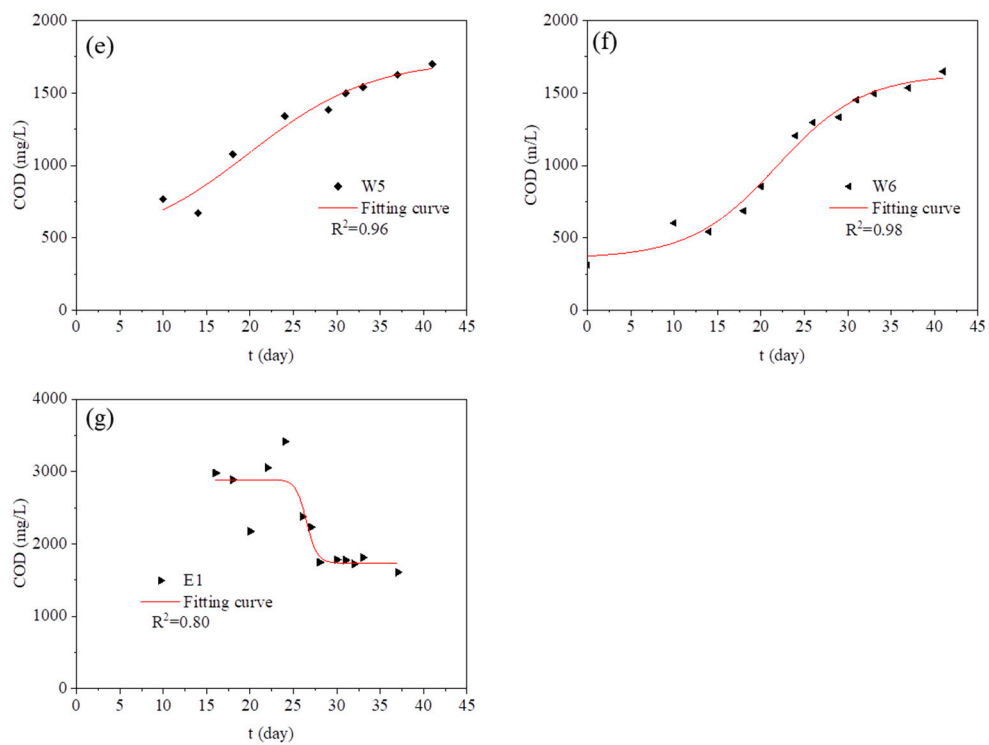 (e)
2000
1500
1000
500
0
COD (mg/L)
W5
Fitting curve
R²=0.96
0 5 10 15 20 25 30 35 40 45
t (day)
(f)
2000
1500
1000
500
0
COD (m/L)
W6
Fitting curve
R²=0.98
0 5 10 15 20 25 30 35 40 45
t (day)
(g)
4000
3000
2000
1000
0
COD (mg/L)
E1
Fitting curve
R²=0.80
0 5 10 15 20 25 30 35 40 45
t (day)